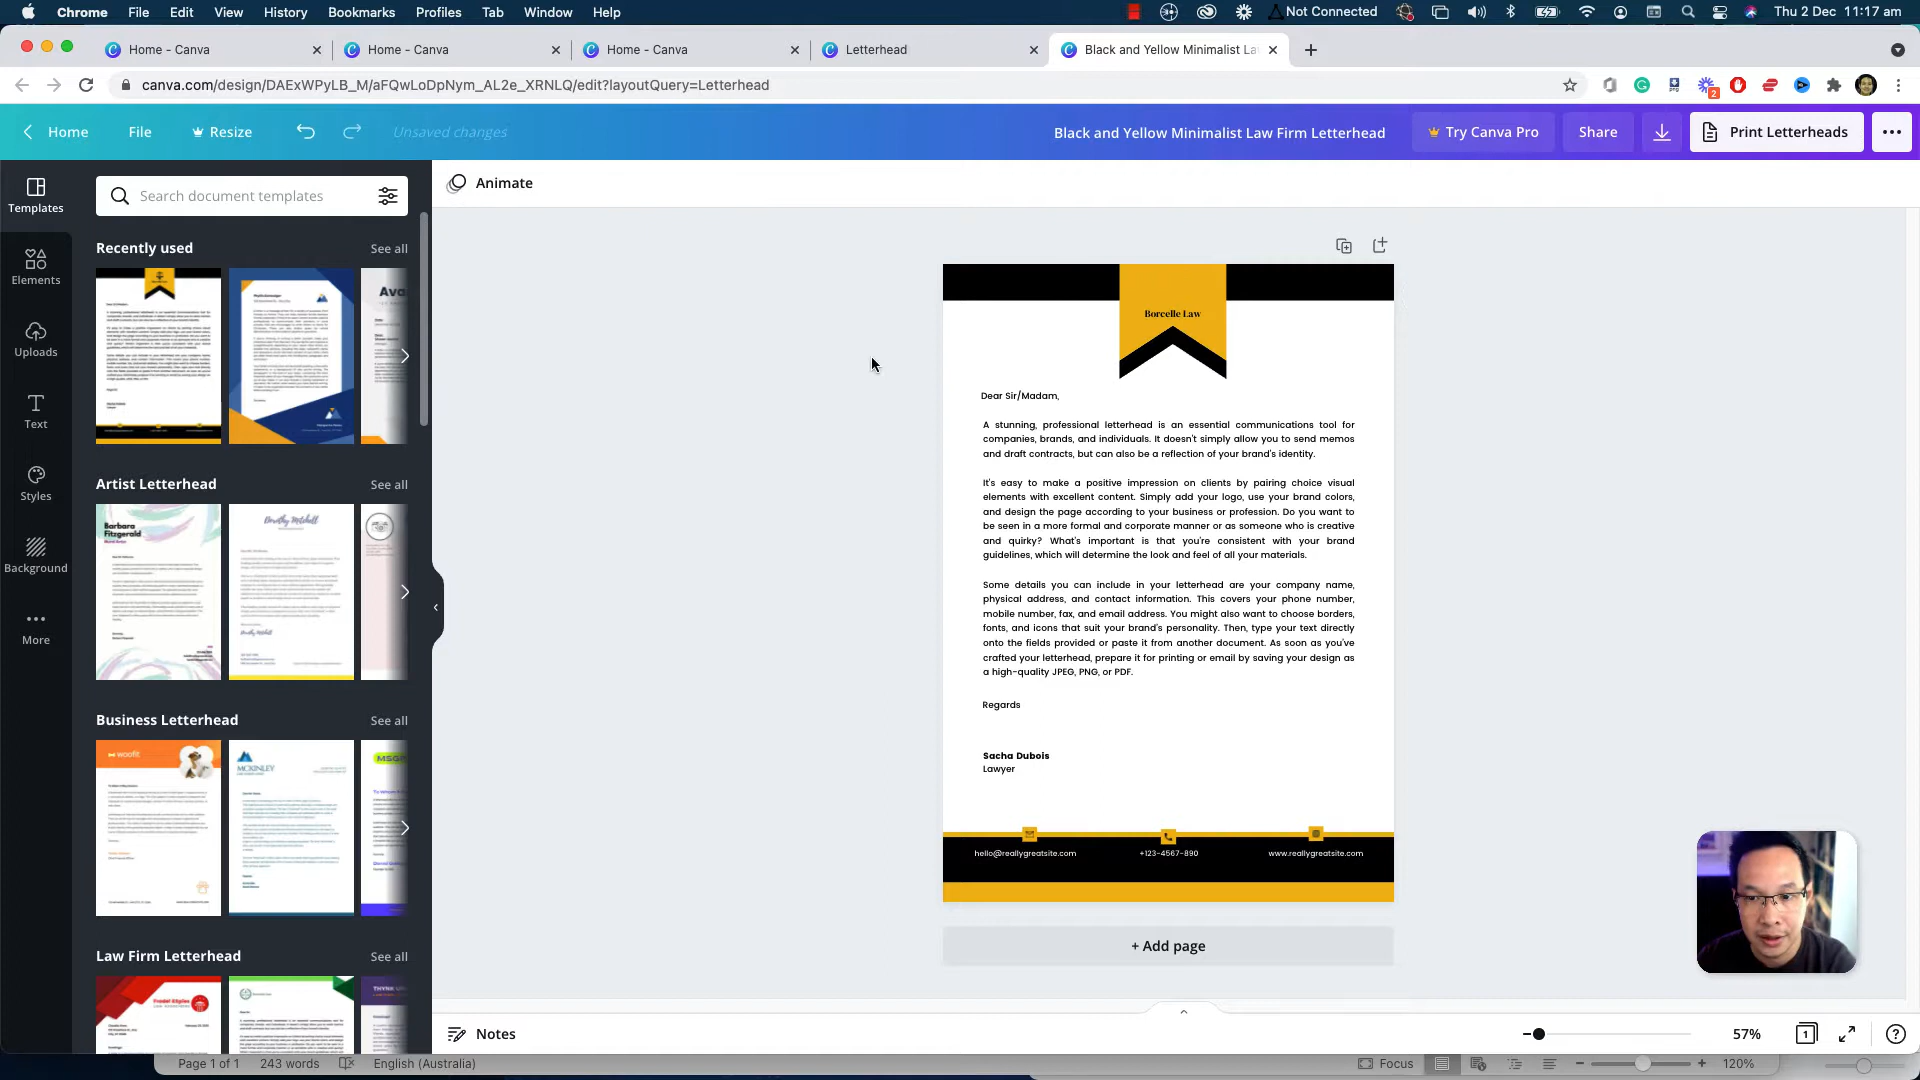 Chrome File Edit View History Bookmarks Profiles Tab Window Help
Not Connected
Thu 2 Dec 11:17 am
Home - Canva
Home - Canva
Home - Canva
Letterhead
Black and Yellow Minimalist La
canva.com/design/DAExWPyLB_M/aFQwLoDpNym_AL2e_XRNLQ/edit?layoutQuery=Letterhead
2
Home
File
Resize
Unsaved changes
Black and Yellow Minimalist Law Firm Letterhead
Try Canva Pro
Share
Print Letterheads
Templates
Elements
Uploads
Text
Styles
Background
More
Search document templates
Recently used
See all
Artist Letterhead
See all
Barbara
Fitzgerald
Dorothy Mitchell
Business Letterhead
See all
woofit
MCKINLEY
Law Firm Letterhead
See all
Animate
Borcelle Law
Dear Sir/Madam,
A stunning, professional letterhead is an essential communications tool for
companies, brands, and individuals. It doesn't simply allow you to send memos
and draft contracts, but can also be a reflection of your brand's identity.
It's easy to make a positive impression on clients by pairing choice visual
elements with excellent content. Simply add your logo, use your brand colors,
and design the page according to your business or profession. Do you want to
be seen in a more formal and corporate manner or as someone who is creative
and quirky? What's important is that you're consistent with your brand
guidelines, which will determine the look and feel of all your materials.
Some details you can include in your letterhead are your company name,
physical address, and contact information. This covers your phone number,
mobile number, fax, and email address. You might also want to choose borders,
fonts, and icons that suit your brand's personality. Then, type your text directly
onto the fields provided or paste it from another document. As soon as you've
crafted your letterhead, prepare it for printing or email by saving your design as
a high-quality JPEG, PNG, or PDF.
Regards
Sacha Dubois
Lawyer
hello@reallygreatsite.com
+123-4567-890
www.reallygreatsite.com
+ Add page
Notes
57%
1
Page 1 of 1
243 words
English (Australia)
Focus
120%